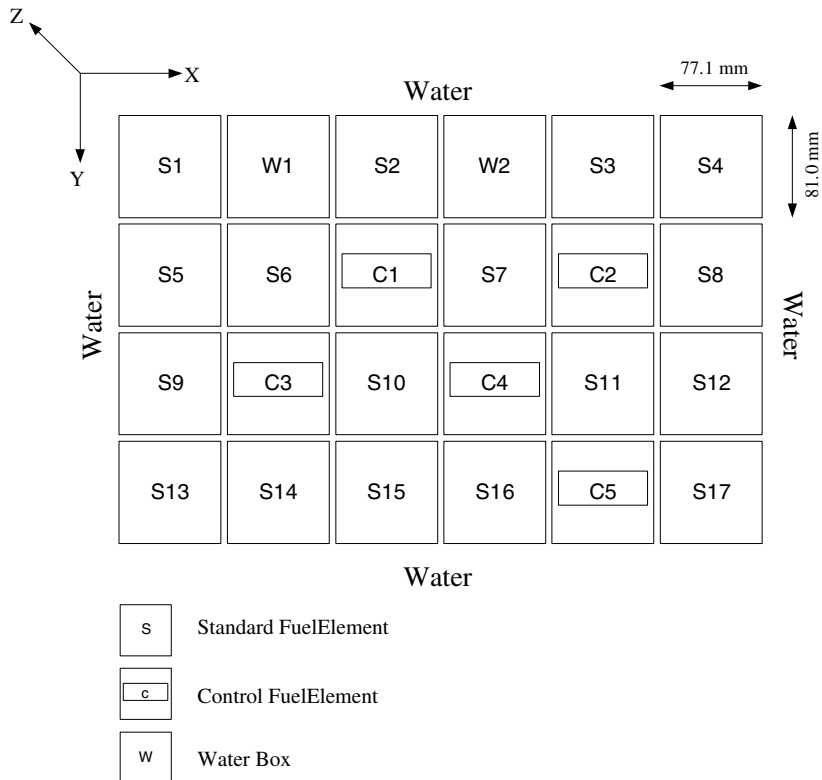 Z
X
Y
Water
77.1 mm
81.0 mm
S1 W1 S2 W2 S3 S4
S5 S6 C1 S7 C2 S8
Water
Water
S9 C3 S10 C4 S11 S12
S13 S14 S15 S16 C5 S17
Water
S Standard FuelElement
c Control FuelElement
W Water Box